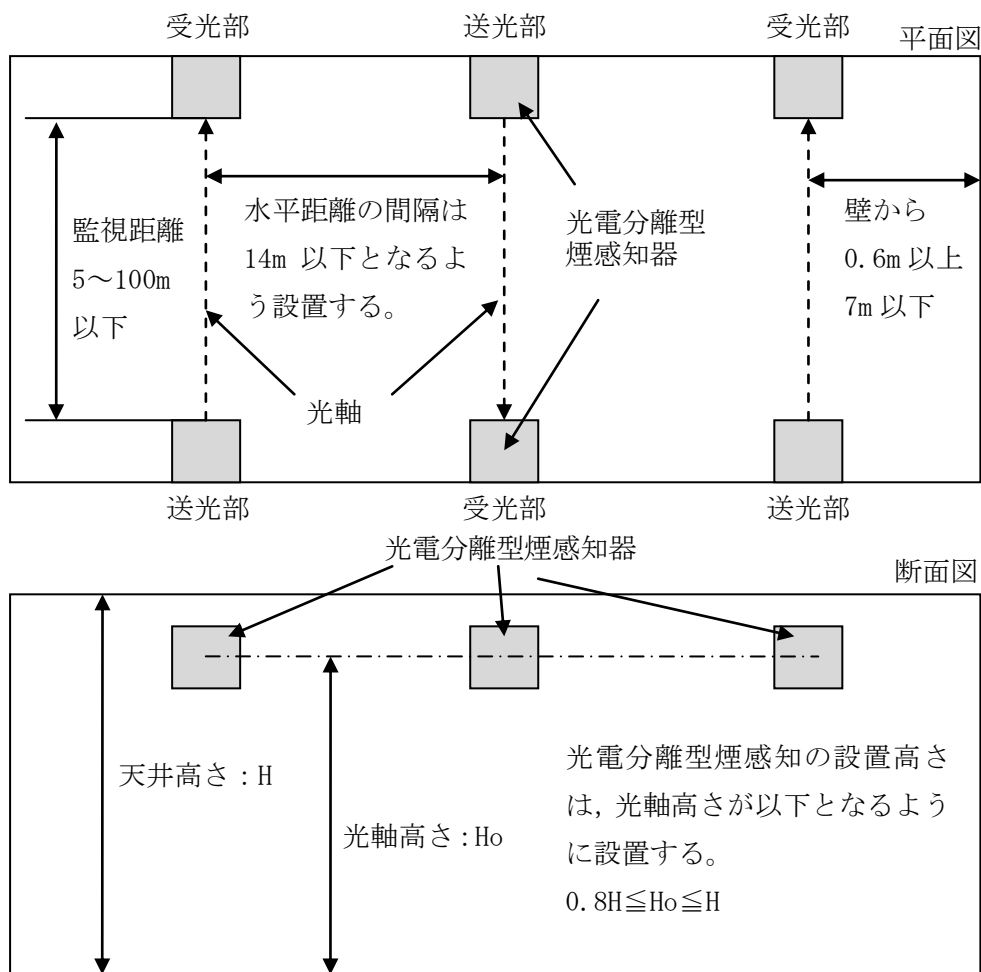 受光部
送光部
受光部
平面図
監視距離
5～100m
以下
水平距離の間隔は
14m 以下となるよ
う設置する。
光電分離型
煙感知器
壁から
0.6m 以上
7m 以下
光軸
送光部
受光部
送光部
光電分離型煙感知器
断面図
天井高さ:H
光軸高さ:Ho
光電分離型煙感知の設置高さ
は,光軸高さが以下となるよう
に設置する。
0.8H≦Ho≦H